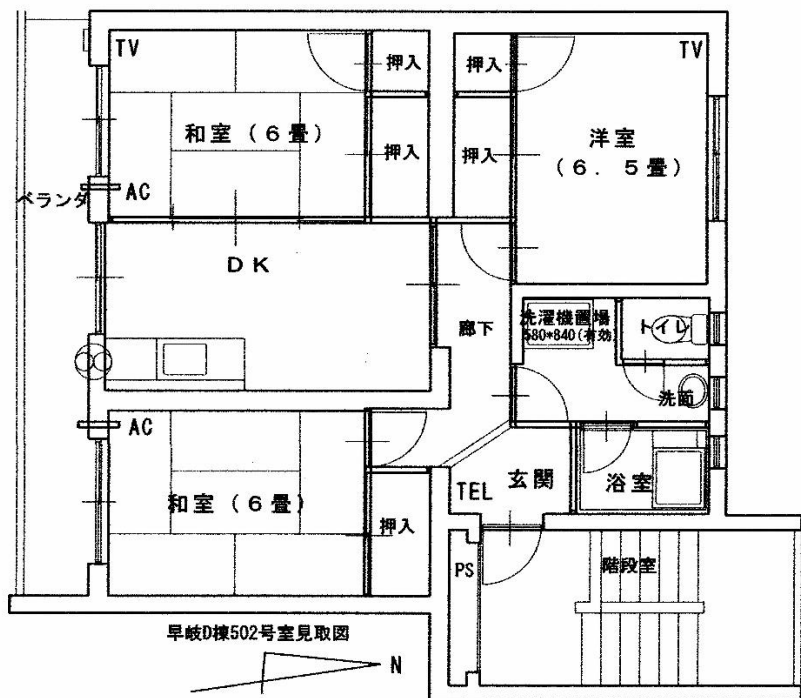 TV
押入
押入
TV
和室(6畳)
押入
押入
洋室
(6.5畳)
ベランダ
AC
DK
廊下
洗濯機置場
580*840(有効)
トイレ
洗面
AC
和室(6畳)
押入
TEL
玄関
浴室
PS
階段室
早岐D棟502号室見取図
N